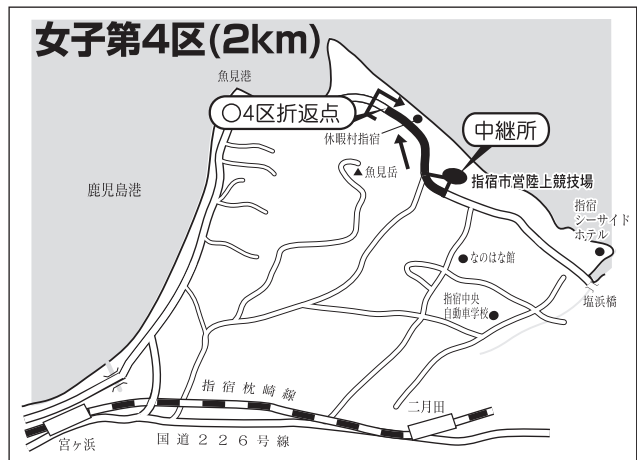 女子第4区(2km)
魚見港
○4区折返点
休暇村指宿
中継所
魚見岳
指宿市営陸上競技場
鹿児島港
指宿
シーサイド
ホテル
なのはな館
塩浜橋
指宿中央
自動車学校
指宿枕崎線
二月田
宮ヶ浜
国道226号線